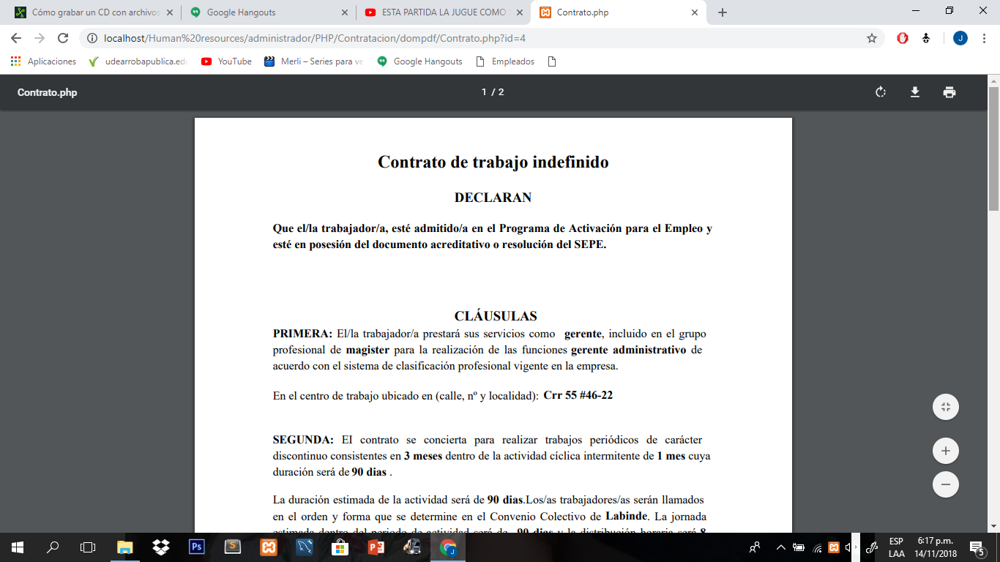 Cómo grabar un CD con archivos
Google Hangouts
ESTA PARTIDA LA JUGUE COMO
Contrato.php
localhost/Human%20resources/administrador/PHP/Contratacion/dompdf/Contrato.php?id=4
J
Aplicaciones
udearrobapublica.edu
YouTube
Merli – Series para ve
Google Hangouts
Empleados
Contrato.php
1 / 2
Contrato de trabajo indefinido
DECLARAN
Que el/la trabajador/a, esté admitido/a en el Programa de Activación para el Empleo y
esté en posesión del documento acreditativo o resolución del SEPE.
CLÁUSULAS
PRIMERA: El/la trabajador/a prestará sus servicios como gerente, incluido en el grupo
profesional de magister para la realización de las funciones gerente administrativo de
acuerdo con el sistema de clasificación profesional vigente en la empresa.
En el centro de trabajo ubicado en (calle, nº y localidad): Crr 55 #46-22
SEGUNDA: EI contrato se concierta para realizar trabajos periódicos de carácter
discontinuo consistentes en 3 meses dentro de la actividad cíclica intermitente de 1 mes cuya
duración será de 90 dias .
La duración estimada de la actividad será de 90 dias.Los/as trabajadores/as serán llamados
en el orden y forma que se determine en el Convenio Colectivo de Labinde. La jornada
estimada dentro del periodo de actividad será de 90 dias y la distribución horaria será 8
Ps
S
J
ESP
LAA
6:17 p.m.
14/11/2018
5